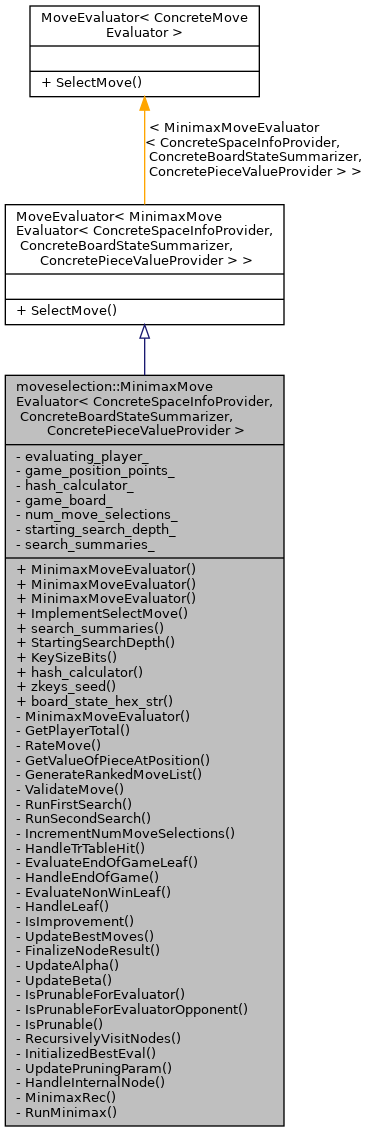 MoveEvaluator< ConcreteMove
Evaluator >
+ SelectMove()
< MinimaxMoveEvaluator
< ConcreteSpaceInfoProvider,
ConcreteBoardStateSummarizer,
ConcretePieceValueProvider > >
MoveEvaluator< MinimaxMove
Evaluator< ConcreteSpaceInfoProvider,
ConcreteBoardStateSummarizer,
ConcretePieceValueProvider > >
+ SelectMove()
moveselection::MinimaxMove
Evaluator< ConcreteSpaceInfoProvider,
ConcreteBoardStateSummarizer,
ConcretePieceValueProvider >
- evaluating_player_
- game_position_points_
- hash_calculator_
- game_board_
- num_move_selections_
- starting_search_depth_
- search_summaries_
+ MinimaxMoveEvaluator()
+ MinimaxMoveEvaluator()
+ MinimaxMoveEvaluator()
+ ImplementSelectMove()
+ search_summaries()
+ StartingSearchDepth()
+ KeySizeBits()
+ hash_calculator()
+ zkeys_seed()
+ board_state_hex_str()
- MinimaxMoveEvaluator()
- GetPlayerTotal()
- RateMove()
- GetValueOfPieceAtPosition()
- GenerateRankedMoveList()
- ValidateMove()
- RunFirstSearch()
- RunSecondSearch()
- IncrementNumMoveSelections()
- HandleTrTableHit()
- EvaluateEndOfGameLeaf()
- HandleEndOfGame()
- EvaluateNonWinLeaf()
- HandleLeaf()
- IsImprovement()
- UpdateBestMoves()
- FinalizeNodeResult()
- UpdateAlpha()
- UpdateBeta()
- IsPrunableForEvaluator()
- IsPrunableForEvaluatorOpponent()
- IsPrunable()
- RecursivelyVisitNodes()
- InitializedBestEval()
- UpdatePruningParam()
- HandleInternalNode()
- MinimaxRec()
- RunMinimax()